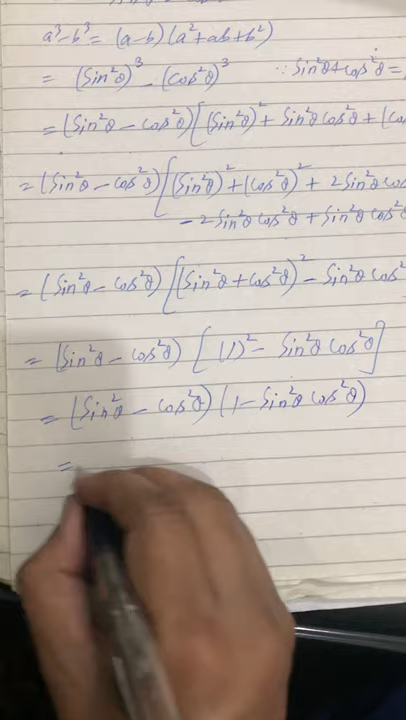 a³-b³ = (a-b)(a²+ab+b²)
= (Sin²θ)³ - (Cos²θ)³ ∵ Sin²θ+Cos²θ=
= (Sin²θ - Cos²θ)[(Sin²θ)² + Sin²θ Cos²θ + (Co
= (Sin²θ - Cos²θ)[(Sin²θ)² + (Cos²θ)² + 2Sin²θ Cos
- 2Sin²θ Cos²θ + Sin²θ Cos²θ
= (Sin²θ - Cos²θ)[(Sin²θ + Cos²θ)² - Sin²θ Cos²
= (Sin²θ - Cos²θ) [(1)² - Sin²θ Cos²θ]
= (Sin²θ - Cos²θ)(1 - Sin²θ Cos²θ)
=